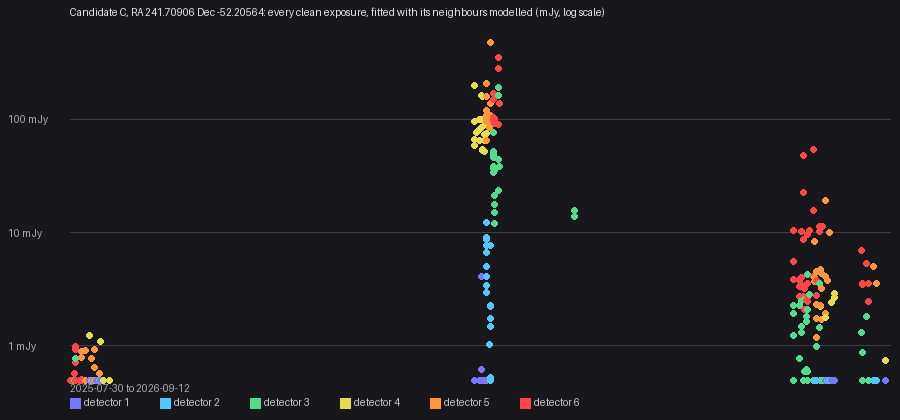 Candidate C, RA 241.70906 Dec -52.20564: every clean exposure, fitted with its neighbours modelled (mJy, log scale)
100 mJy
10 mJy
1 mJy
2025-07-30 to 2026-09-12
detector 1 detector 2 detector 3 detector 4 detector 5 detector 6